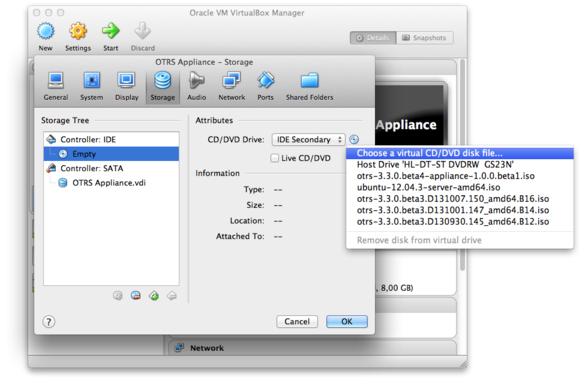 Oracle VM VirtualBox Manager
New Settings Start Discard
Details Snapshots
OTRS Appliance – Storage
General System Display Storage Audio Network Ports Shared Folders
Storage Tree
Controller: IDE
Empty
Controller: SATA
OTRS Appliance.vdi
Attributes
CD/DVD Drive: IDE Secondary
Live CD/DVD
Information
Type: --
Size: --
Location: --
Attached To: --
Appliance
Choose a virtual CD/DVD disk file...
Host Drive 'HL-DT-ST DVDRW  GS23N'
otrs-3.3.0.beta4-appliance-1.0.0.beta1.iso
ubuntu-12.04.3-server-amd64.iso
otrs-3.3.0.beta3.D131007.150_amd64.B16.iso
otrs-3.3.0.beta3.D131001.147_amd64.B14.iso
otrs-3.3.0.beta3.D130930.145_amd64.B12.iso
Remove disk from virtual drive
, 8,00 GB)
? Cancel OK
Network